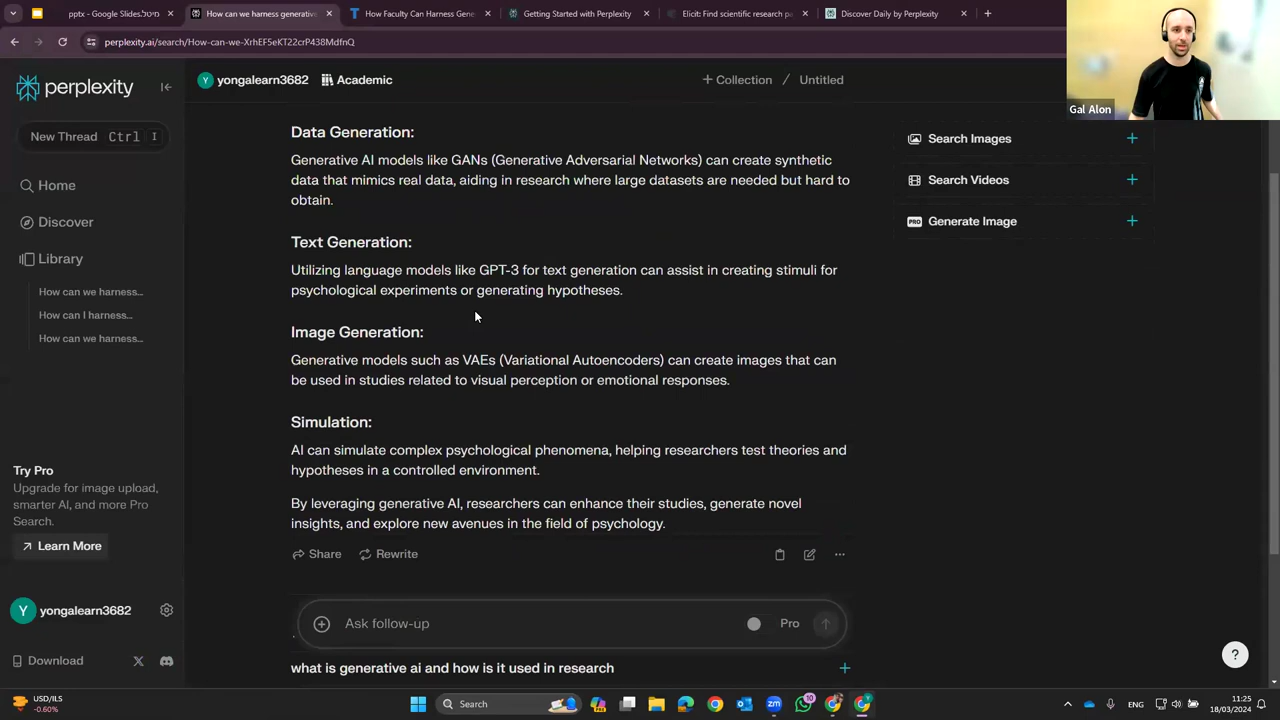 pptx - Google Slides.מיטל
How can we harness generative
How Faculty Can Harness Gene
Getting Started with Perplexity
Elicit: Find scientific research pa
Discover Daily by Perplexity
perplexity.ai/search/How-can-we-XrhEFSeKT22crP438MdfnQ
Gal Alon
perplexity
New Thread Ctrl I
Home
Discover
Library
How can we harness...
How can I harness...
How can we harness...
Try Pro
Upgrade for image upload,
smarter AI, and more Pro
Search.
Learn More
Y yongalearn3682
Download
Y yongalearn3682 Academic
+ Collection / Untitled
Data Generation:
Generative AI models like GANs (Generative Adversarial Networks) can create synthetic
data that mimics real data, aiding in research where large datasets are needed but hard to
obtain.
Text Generation:
Utilizing language models like GPT-3 for text generation can assist in creating stimuli for
psychological experiments or generating hypotheses.
Image Generation:
Generative models such as VAEs (Variational Autoencoders) can create images that can
be used in studies related to visual perception or emotional responses.
Simulation:
AI can simulate complex psychological phenomena, helping researchers test theories and
hypotheses in a controlled environment.
By leveraging generative AI, researchers can enhance their studies, generate novel
insights, and explore new avenues in the field of psychology.
Share Rewrite
Ask follow-up
Pro
what is generative ai and how is it used in research
Search Images
Search Videos
PRO Generate Image
?
USD/ILS
-0.60%
Search
10
ENG
11:25
18/03/2024